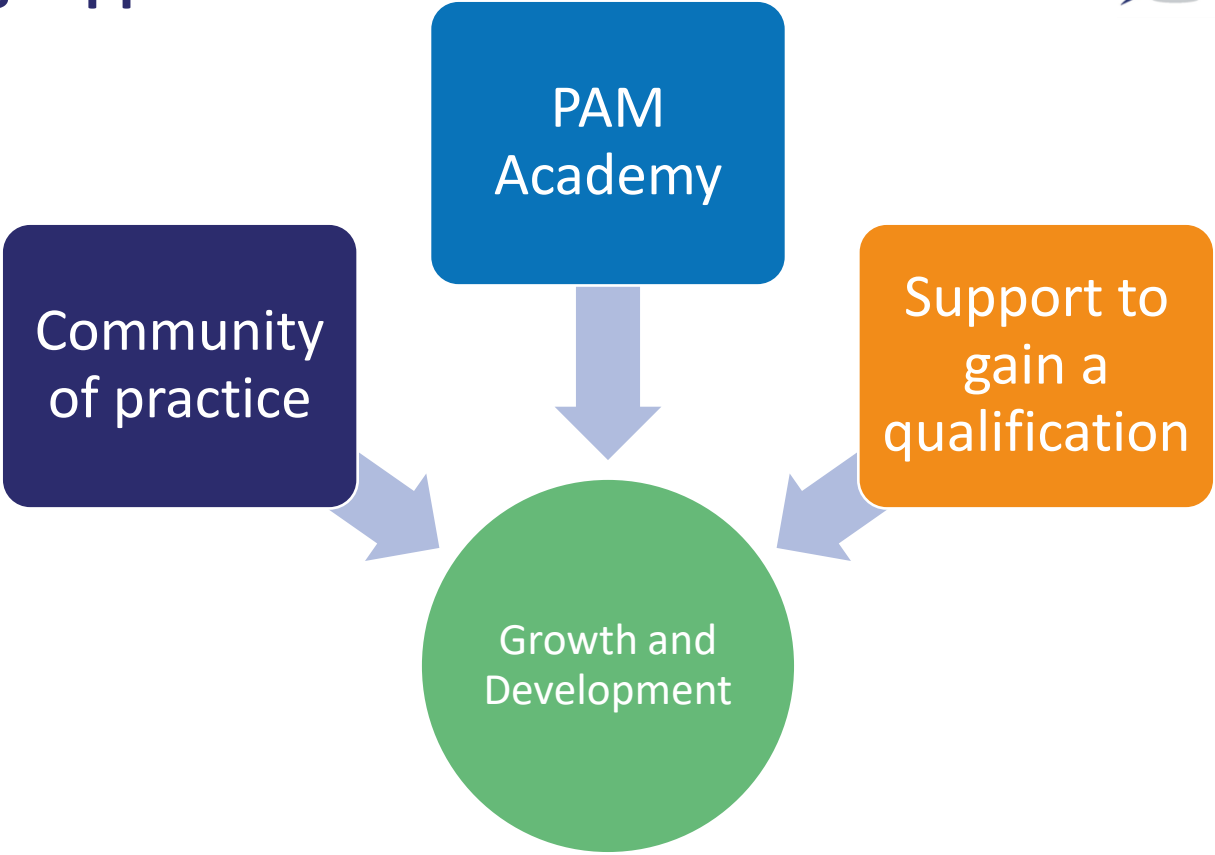 PAM
Academy
Community
of practice
Support to
gain a
qualification
Growth and
Development